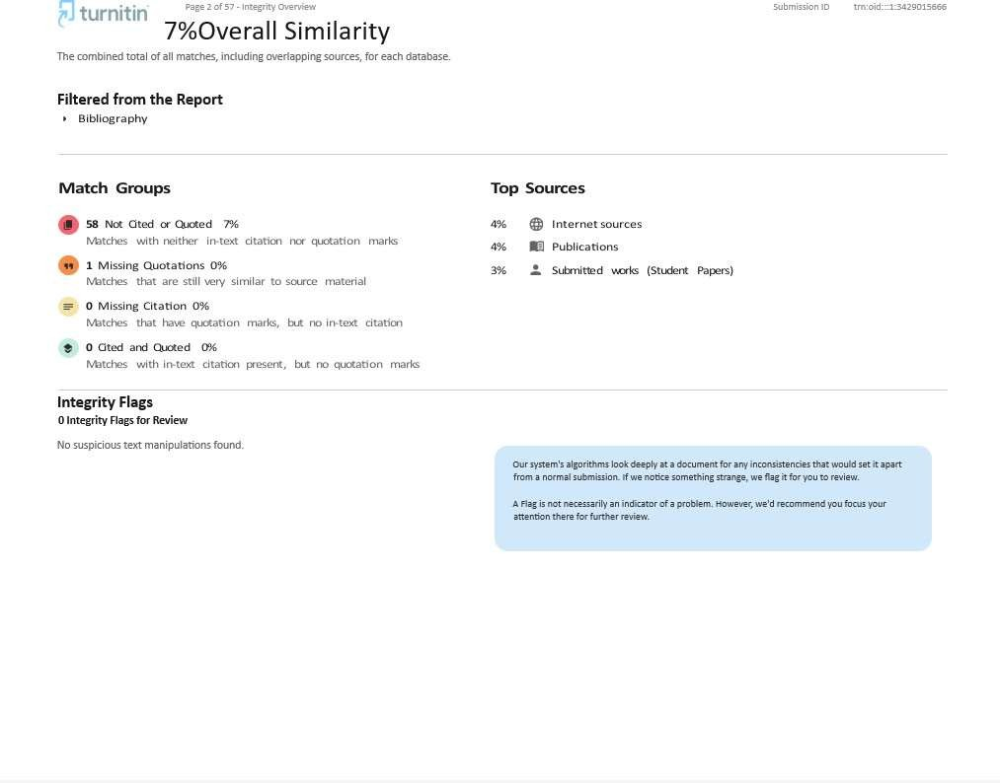 turnitin
Page 2 of 57 - Integrity Overview
Submission ID trn:oid:::1:3429015666
7%Overall Similarity
The combined total of all matches, including overlapping sources, for each database.
Filtered from the Report
Bibliography
Match Groups
58 Not Cited or Quoted 7%
Matches with neither in-text citation nor quotation marks
1 Missing Quotations 0%
Matches that are still very similar to source material
0 Missing Citation 0%
Matches that have quotation marks, but no in-text citation
0 Cited and Quoted 0%
Matches with in-text citation present, but no quotation marks
Top Sources
4% Internet sources
4% Publications
3% Submitted works (Student Papers)
Integrity Flags
0 Integrity Flags for Review
No suspicious text manipulations found.
Our system's algorithms look deeply at a document for any inconsistencies that would set it apart
from a normal submission. If we notice something strange, we flag it for you to review.
A Flag is not necessarily an indicator of a problem. However, we'd recommend you focus your
attention there for further review.